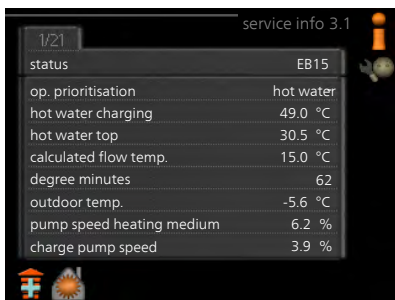 service info 3.1
1/21
status EB15
op. prioritisation hot water
hot water charging 49.0 °C
hot water top 30.5 °C
calculated flow temp. 15.0 °C
degree minutes 62
outdoor temp. -5.6 °C
pump speed heating medium 6.2 %
charge pump speed 3.9 %